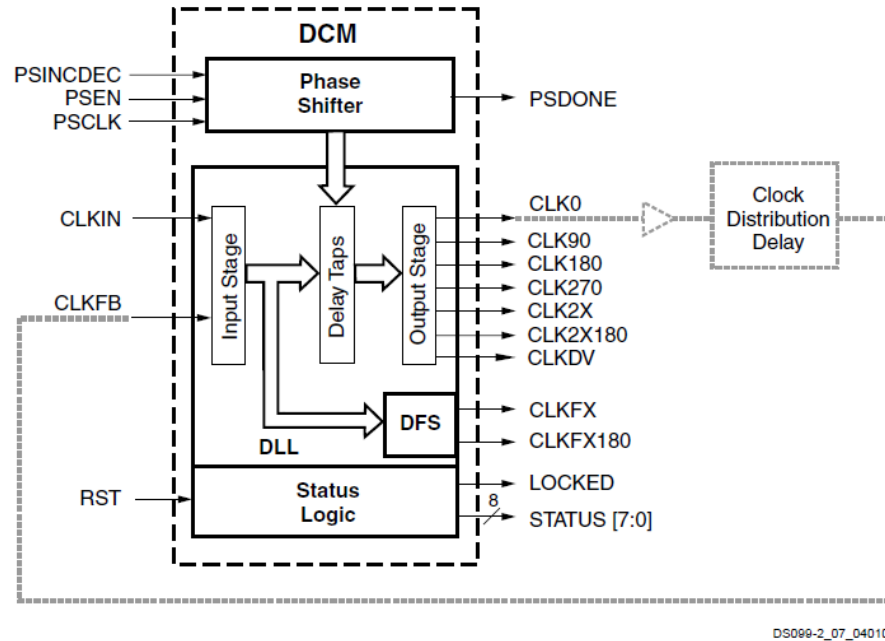 DCM
PSINCDEC
PSEN
PSCLK
Phase
Shifter
PSDONE
CLKIN
CLKFB
Input Stage
Delay Taps
Output Stage
CLK0
CLK90
CLK180
CLK270
CLK2X
CLK2X180
CLKDV
Clock
Distribution
Delay
DFS
CLKFX
CLKFX180
DLL
RST
Status
Logic
LOCKED
8
STATUS [7:0]
DS099-2_07_04010